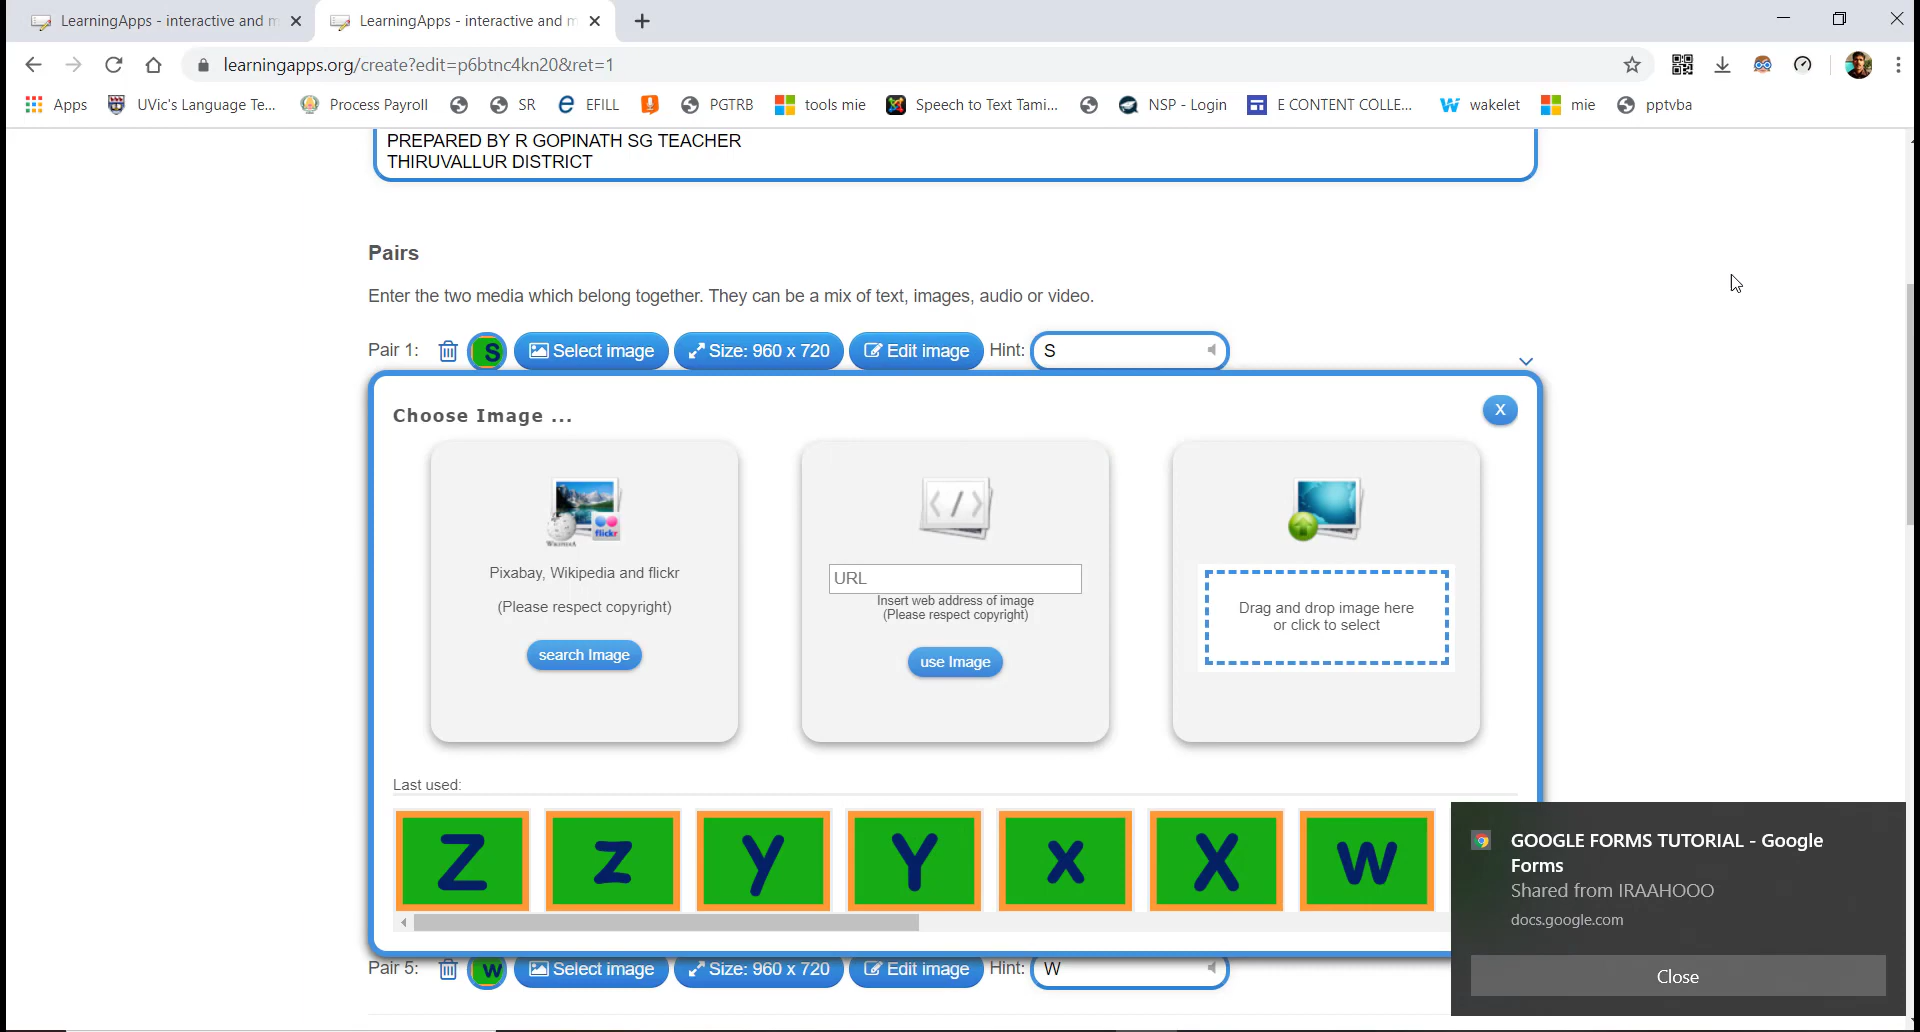 LearningApps - interactive and m
LearningApps - interactive and m
learningapps.org/create?edit=p6btnc4kn20&ret=1
Apps
UVic's Language Te...
Process Payroll
SR
EFILL
PGTRB
tools mie
Speech to Text Tami...
NSP - Login
E CONTENT COLLE...
wakelet
mie
pptvba
PREPARED BY R GOPINATH SG TEACHER
THIRUVALLUR DISTRICT
Pairs
Enter the two media which belong together. They can be a mix of text, images, audio or video.
Pair 1: S Select image Size: 960 x 720 Edit image Hint: S
Choose Image ...
X
Pixabay, Wikipedia and flickr
(Please respect copyright)
search Image
URL
Insert web address of image
(Please respect copyright)
use Image
Drag and drop image here
or click to select
WIKIPEDIA
flickr
Last used:
Z z y Y x X w
Pair 5: w Select image Size: 960 x 720 Edit image Hint: W
GOOGLE FORMS TUTORIAL - Google
Forms
Shared from IRAAHOOO
docs.google.com
Close